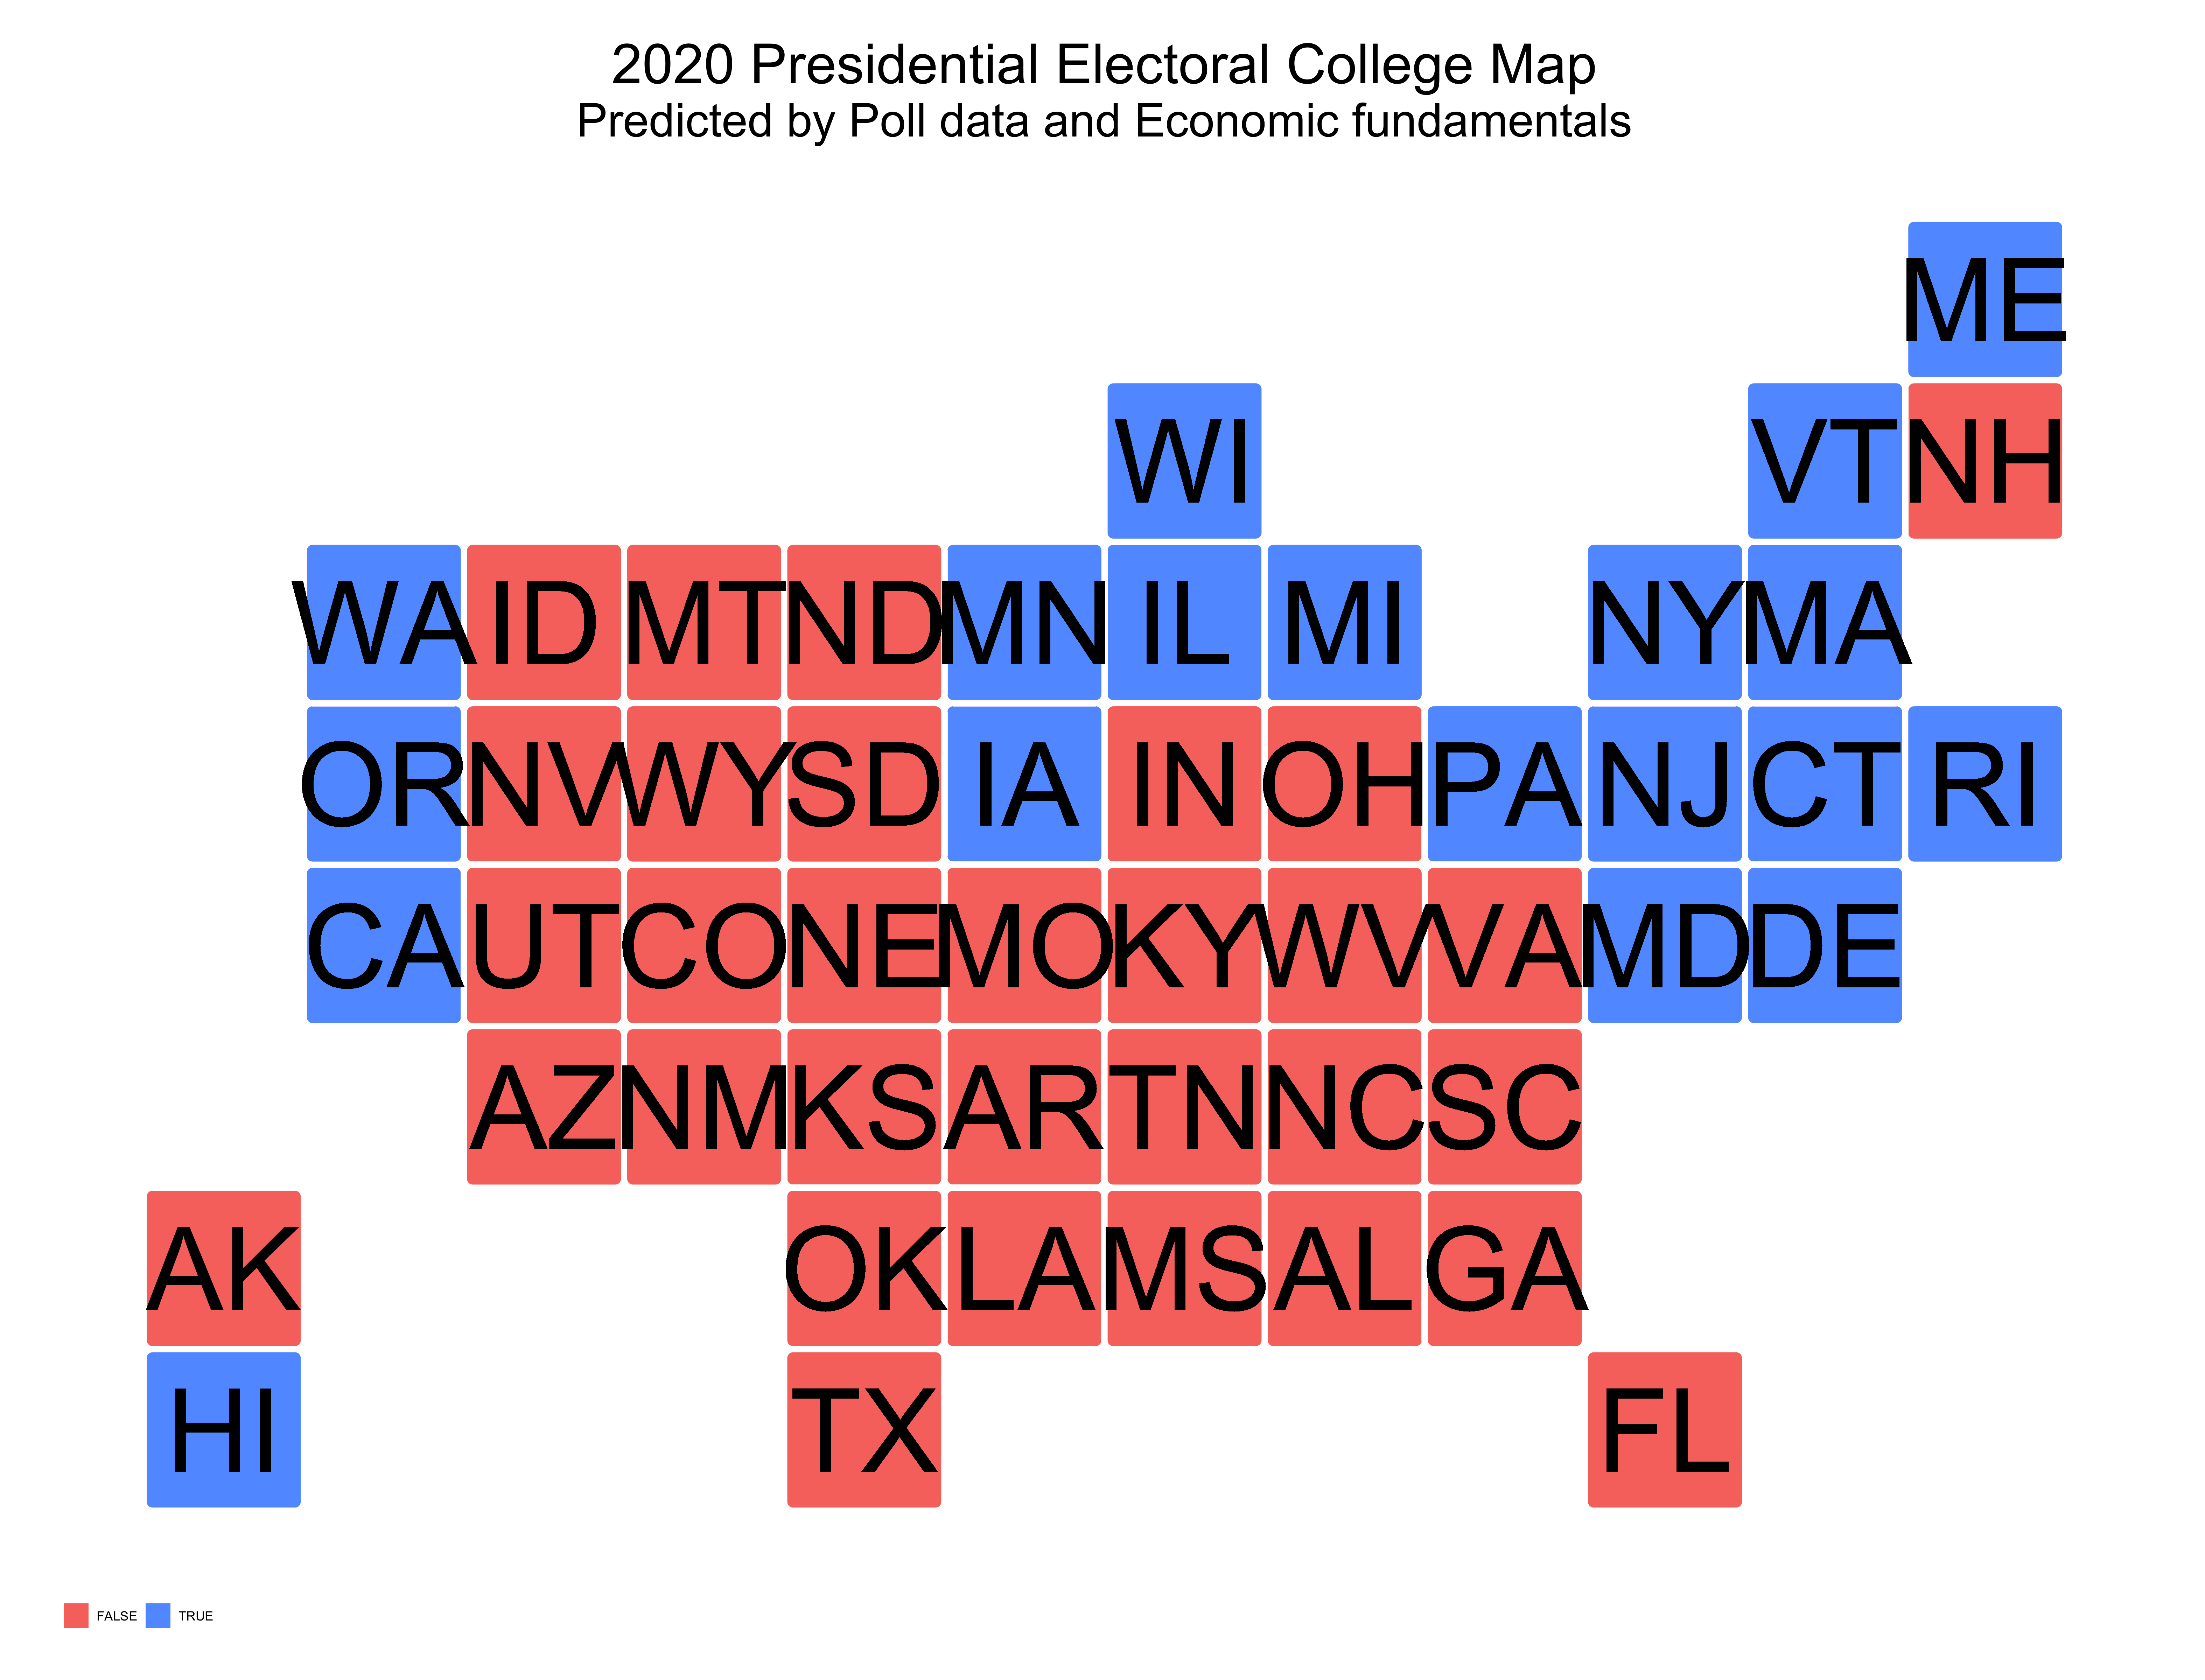 2020 Presidential Electoral College Map
Predicted by Poll data and Economic fundamentals
ME
WI VT NH
WA ID MT ND MN IL MI NY MA
OR NV WY SD IA IN OH PA NJ CT RI
CA UT CO NE MO KY WV VA MD DE
AZ NM KS AR TN NC SC
AK OK LA MS AL GA
HI TX FL
FALSE TRUE